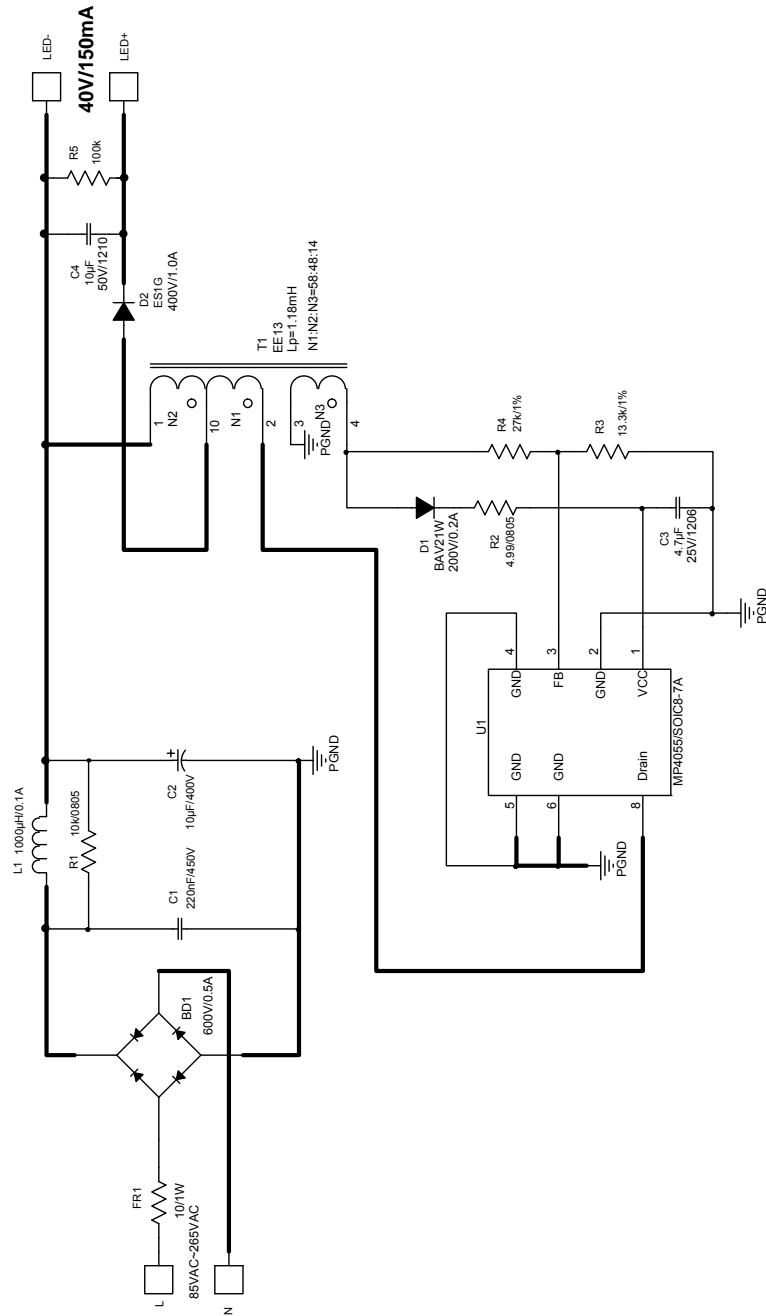 L
N
85VAC~265VAC
FR1
10/1W
BD1
600V/0.5A
L1 1000µH/0.1A
R1
10k/0805
C1
220nF/450V
C2
10µF/400V
+
PGND
LED-
40V/150mA
LED+
R5
100k
C4
10µF
50V/1210
D2
ES1G
400V/1.0A
T1
EE13
Lp=1.18mH
N1:N2:N3=58:48:14
1
N2
10
N1
2
3
N3
4
PGND
D1
BAV21W
200V/0.2A
R2
4.99/0805
R4
27k/1%
R3
13.3k/1%
C3
4.7µF
25V/1206
PGND
U1
MP4055/SOIC8-7A
4
GND
3
FB
2
GND
1
VCC
5
GND
6
GND
8
Drain
PGND